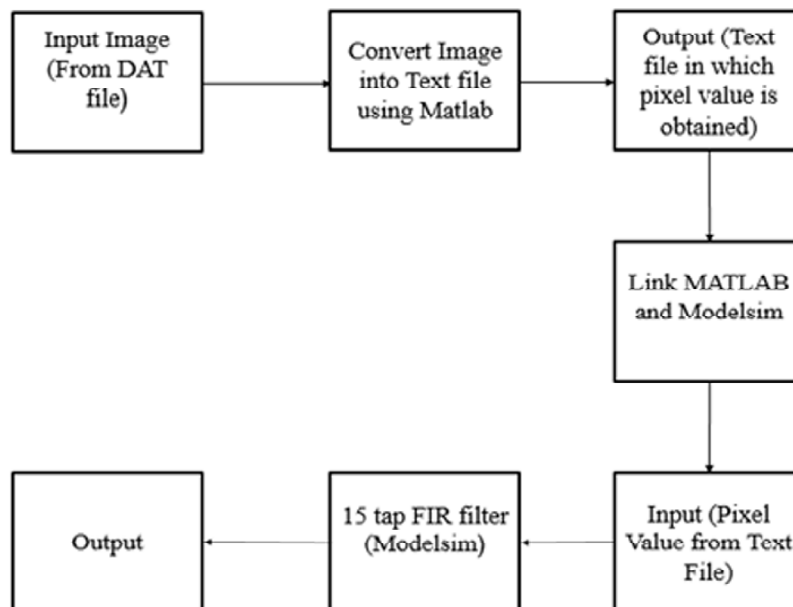 Input Image
(From DAT
file)
Convert Image
into Text file
using Matlab
Output (Text
file in which
pixel value is
obtained)
Link MATLAB
and Modelsim
Input (Pixel
Value from Text
File)
15 tap FIR filter
(Modelsim)
Output